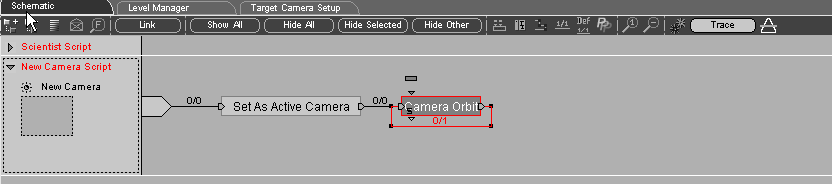 Schematic Level Manager Target Camera Setup
Link Show All Hide All Hide Selected Hide Other 1/1 Def 1/1 Trace
Scientist Script
New Camera Script
New Camera
0/0 Set As Active Camera 0/0 Camera Orbit
0/1